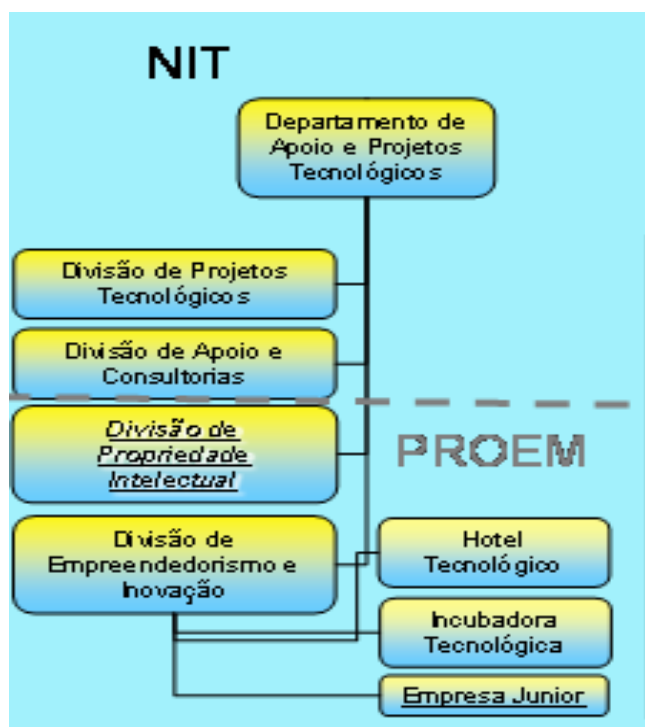 NIT
Departamento de
Apoio e Projetos
Tecnológicos
Divisão de Projetos
Tecnológicos
Divisão de Apoio e
Consultorias
Divisão de
Propriedade
Intelectual
PROEM
Divisão de
Empreendedorismo e
Inovação
Hotel
Tecnológico
Incubadora
Tecnológica
Empresa Junior